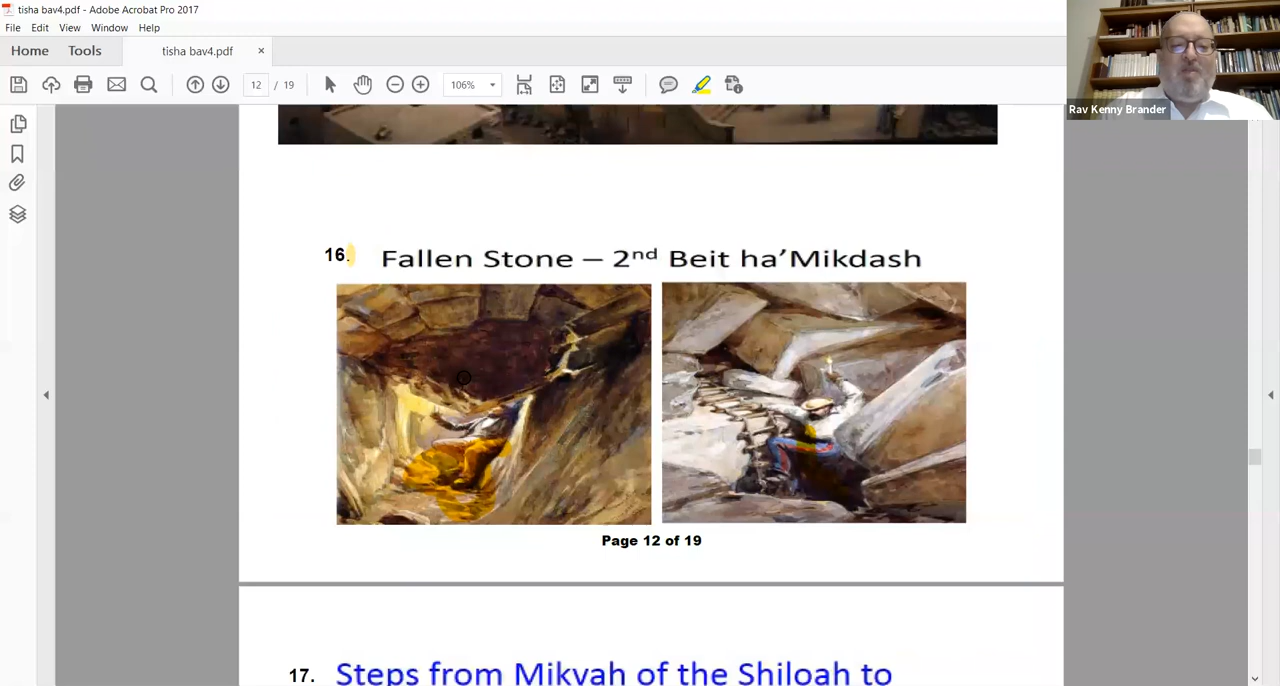 tisha bav4.pdf - Adobe Acrobat Pro 2017
File Edit View Window Help
Home Tools tisha bav4.pdf ×
12 / 19 106%
Rav Kenny Brander
16. Fallen Stone – 2nd Beit ha’Mikdash
Page 12 of 19
17. Steps from Mikvah of the Shiloah to